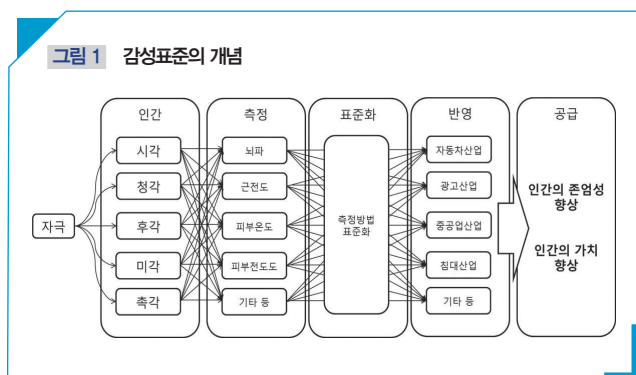 그림 1 감성표준의 개념
인간
측정
표준화
반영
공급
자극
시각
청각
후각
미각
촉각
뇌파
근전도
피부온도
피부전도도
기타 등
측정방법
표준화
자동차산업
광고산업
중공업산업
침대산업
기타 등
인간의 존엄성
향상
인간의 가치
향상